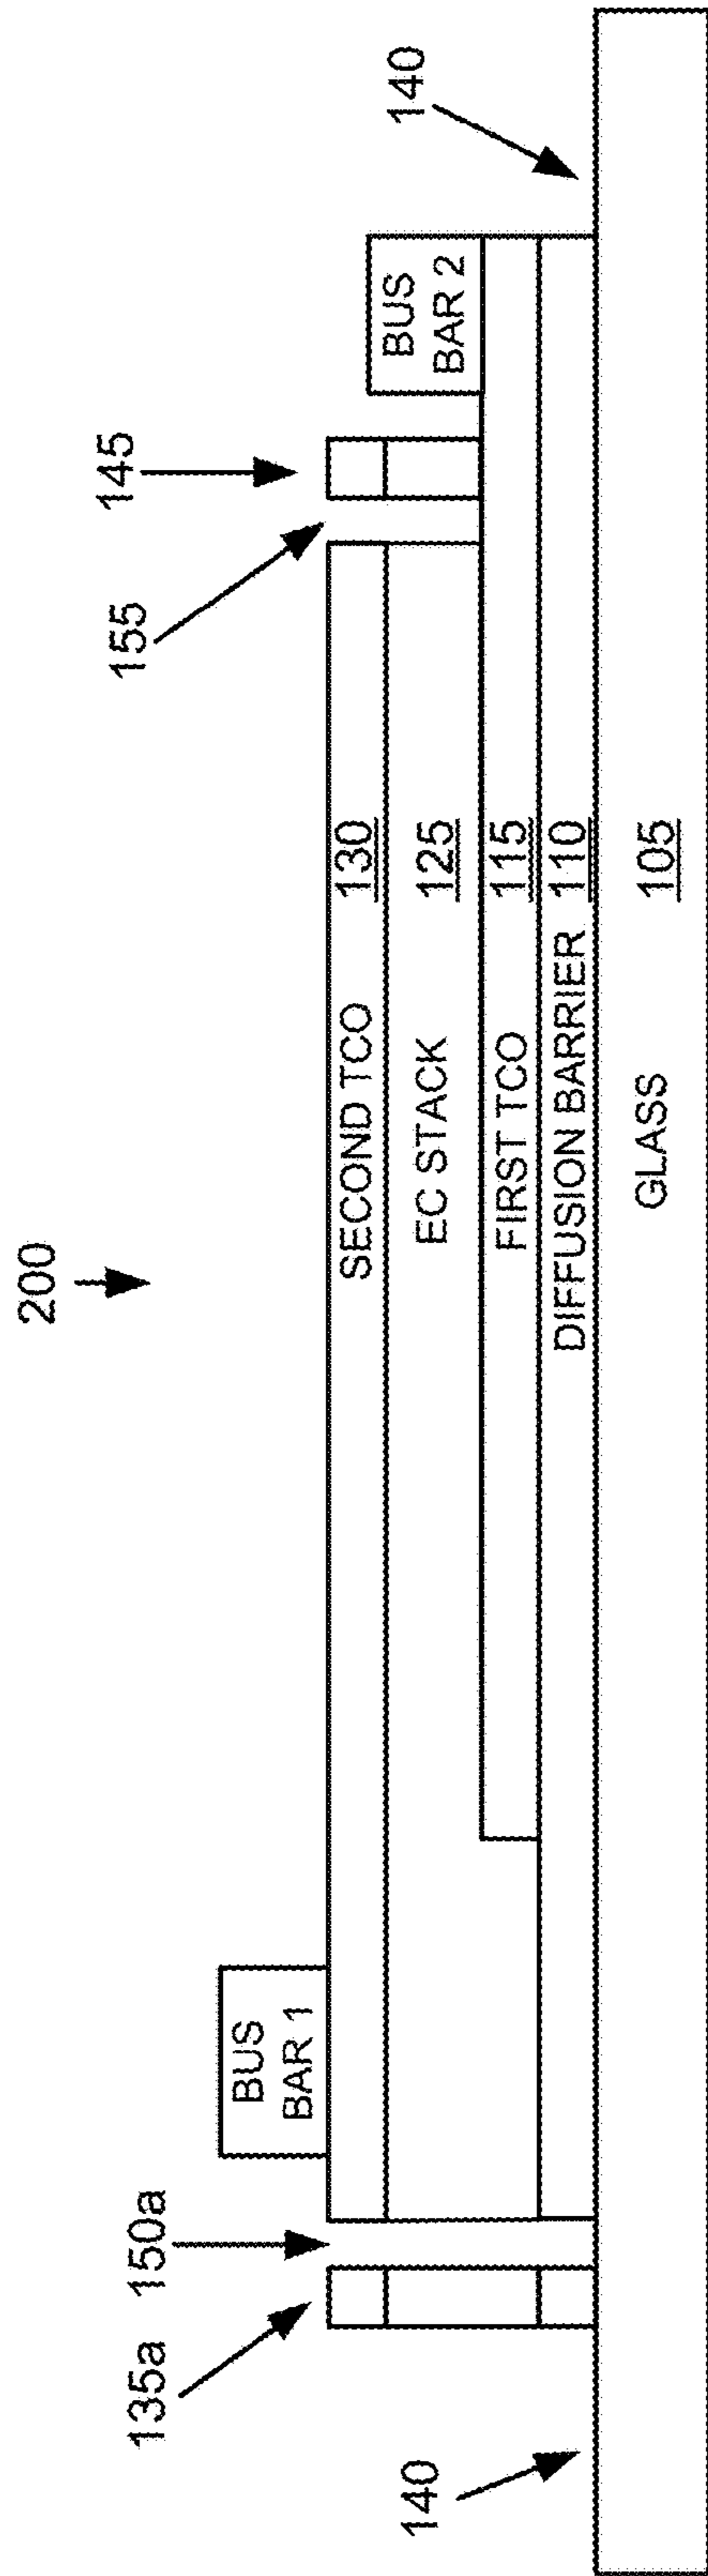 200
135a
150a
155
145
140
140
BUS
BAR 1
BUS
BAR 2
SECOND TCO 130
EC STACK 125
FIRST TCO 115
DIFFUSION BARRIER 110
GLASS 105